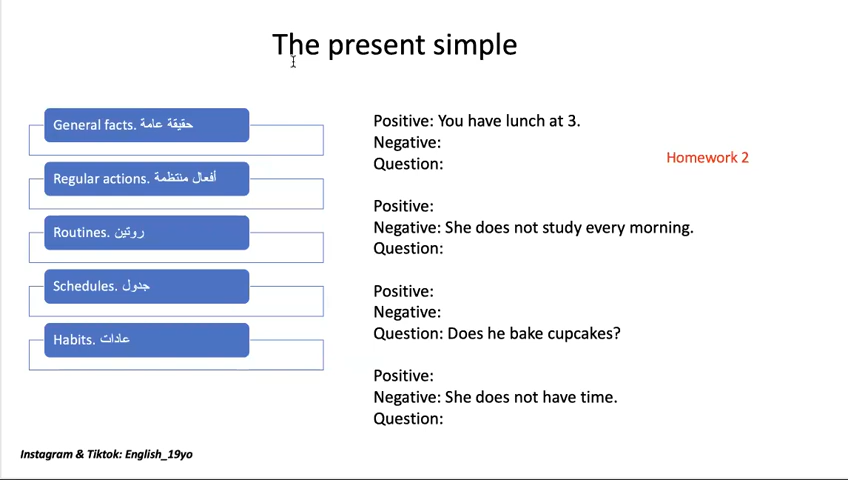 The present simple
General facts. حقيقة عامة
Regular actions. أفعال منتظمة
Routines. روتين
Schedules. جدول
Habits. عادات
Positive: You have lunch at 3.
Negative:
Question:
Homework 2
Positive:
Negative: She does not study every morning.
Question:
Positive:
Negative:
Question: Does he bake cupcakes?
Positive:
Negative: She does not have time.
Question:
Instagram & Tiktok: English_19yo